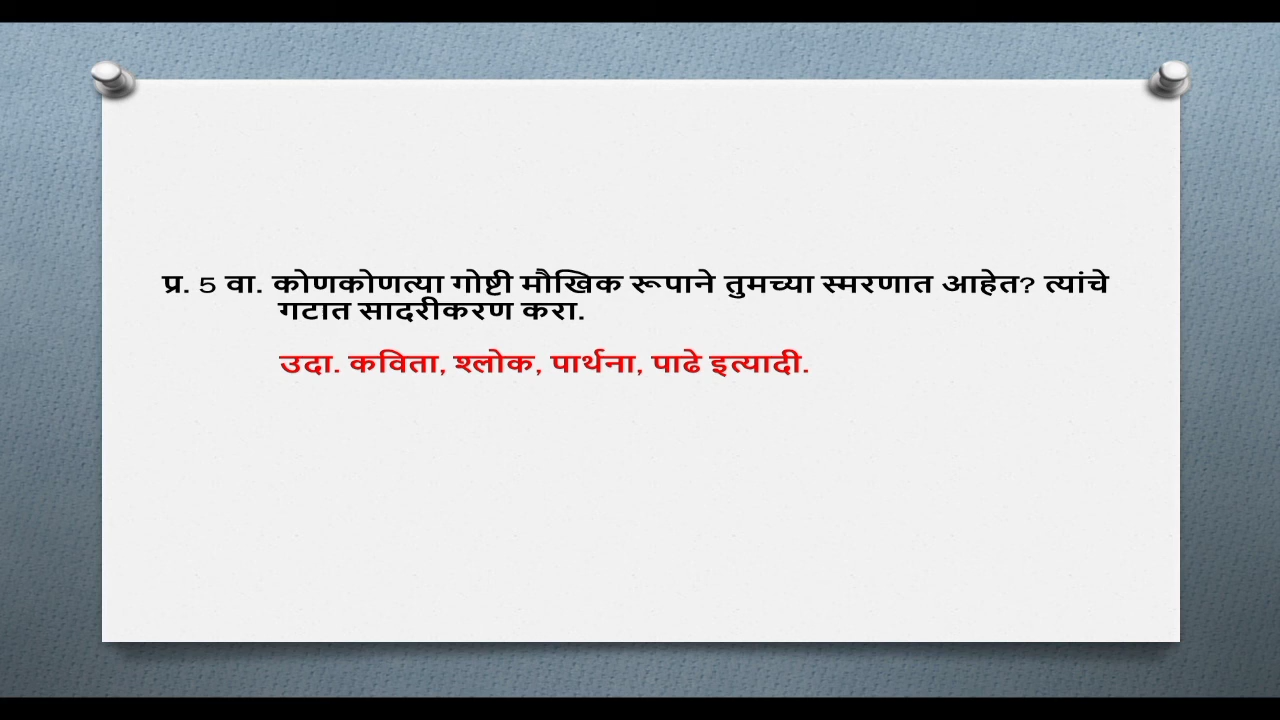 प्र. 5 वा. कोणकोणत्या गोष्टी मौखिक रूपाने तुमच्या स्मरणात आहेत? त्यांचे
गटात सादरीकरण करा.
उदा. कविता, श्लोक, पार्थना, पाढे इत्यादी.